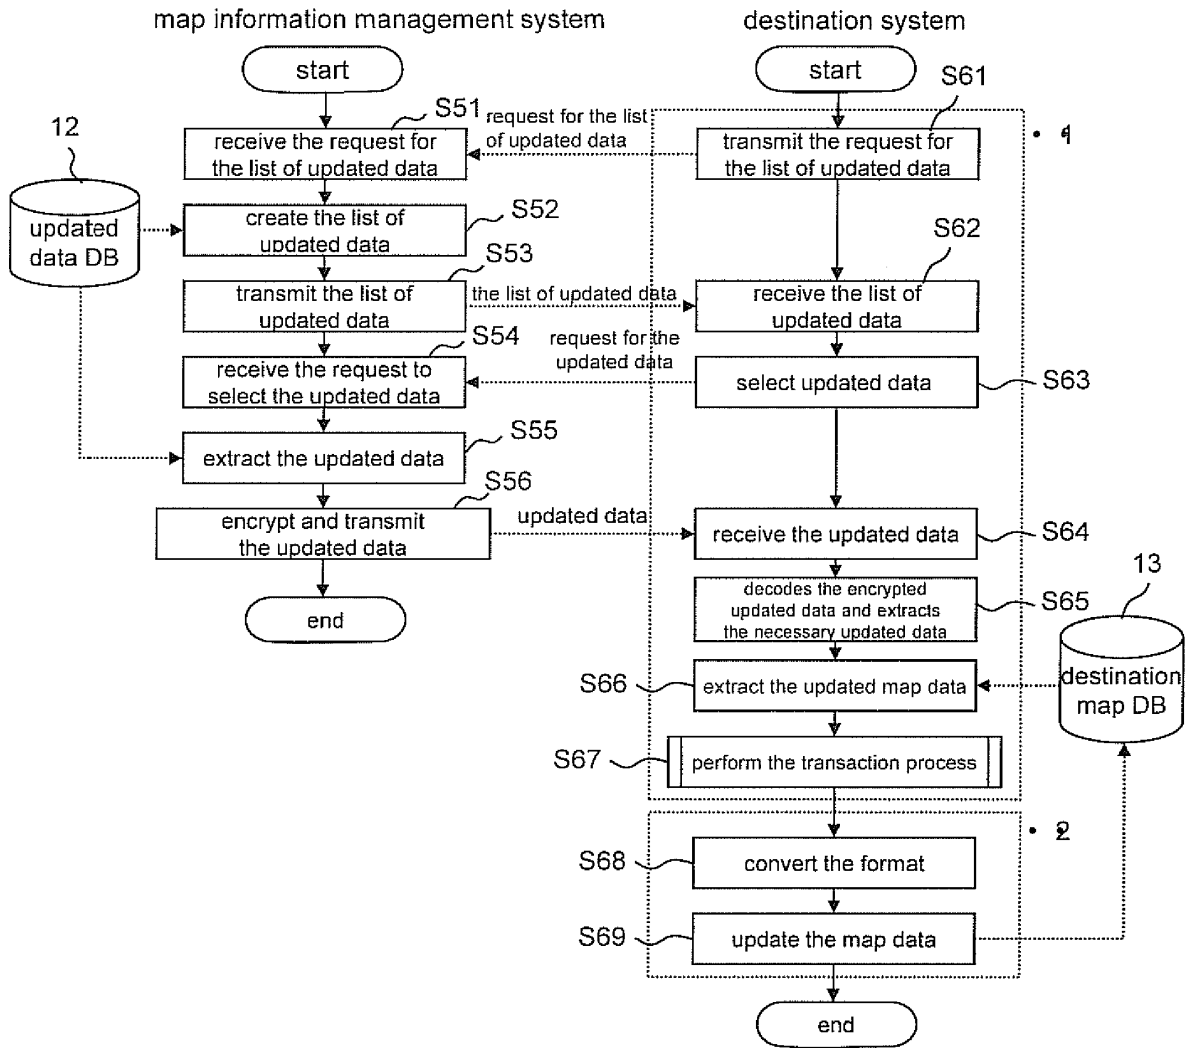 map information management system
destination system
start
start
S51
request for the list
of updated data
S61
12
receive the request for
the list of updated data
transmit the request for
the list of updated data
updated
data DB
create the list of
updated data
S52
S53
S62
transmit the list of
updated data
the list of updated data
receive the list of
updated data
S54
request for the
updated data
receive the request to
select the updated data
select updated data
S63
S55
extract the updated data
S56
encrypt and transmit
the updated data
updated data
receive the updated data
S64
end
decodes the encrypted
updated data and extracts
the necessary updated data
S65
13
S66
extract the updated map data
destination
map DB
S67
perform the transaction process
2
S68
convert the format
S69
update the map data
end